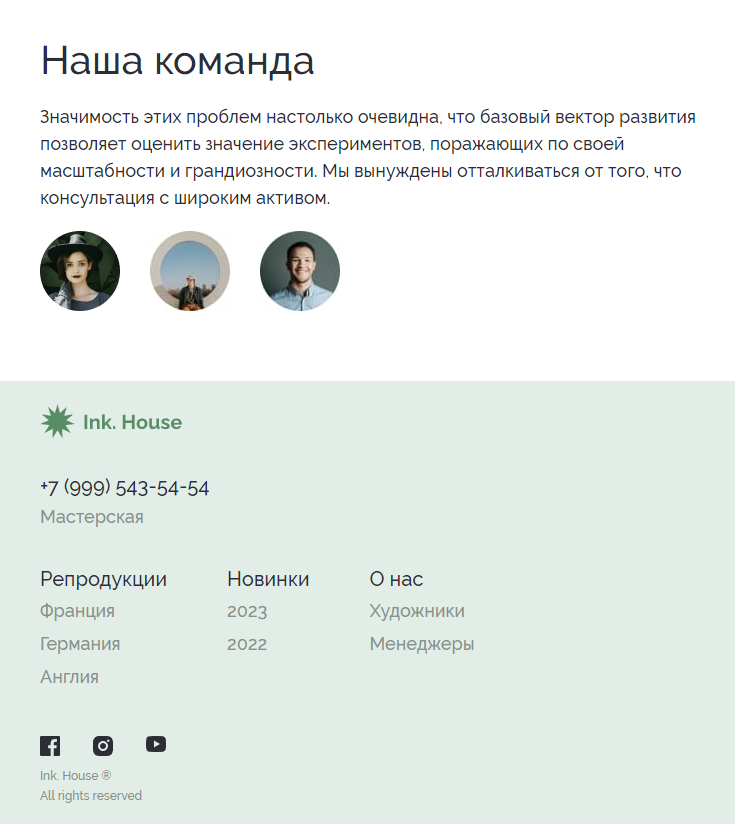 Наша команда
Значимость этих проблем настолько очевидна, что базовый вектор развития
позволяет оценить значение экспериментов, поражающих по своей
масштабности и грандиозности. Мы вынуждены отталкиваться от того, что
консультация с широким активом.
Ink. House
+7 (999) 543-54-54
Мастерская
Репродукции
Франция
Германия
Англия
Новинки
2023
2022
О нас
Художники
Менеджеры
Ink. House ®
All rights reserved